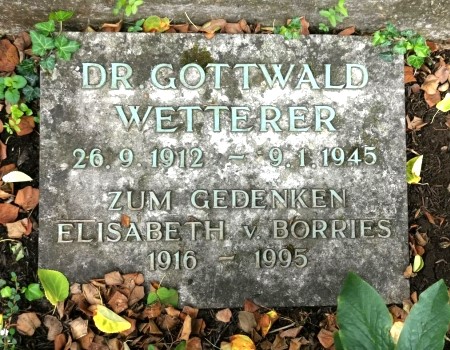 DR GOTTWALD
WETTERER
26.9.1912 – 9.1.1945
ZUM GEDENKEN
ELISABETH v. BORRIES
1916 – 1995